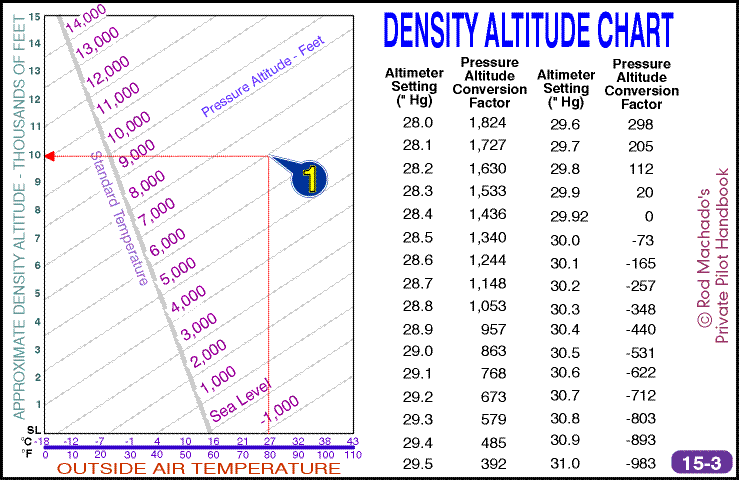 DENSITY ALTITUDE CHART
APPROXIMATE DENSITY ALTITUDE - THOUSANDS OF FEET
15
14
13
12
11
10
9
8
7
6
5
4
3
2
1
SL
14,000
13,000
12,000
11,000
10,000
9,000
8,000
7,000
6,000
5,000
4,000
3,000
2,000
1,000
Sea Level
-1,000
Pressure Altitude - Feet
Standard Temperature
1
°C -18 -12 -7 -1 4 10 16 21 27 32 38 43
°F 0 10 20 30 40 50 60 70 80 90 100 110
OUTSIDE AIR TEMPERATURE
Altimeter Setting (" Hg) Pressure Altitude Conversion Factor Altimeter Setting (" Hg) Pressure Altitude Conversion Factor
28.0 1,824 29.6 298
28.1 1,727 29.7 205
28.2 1,630 29.8 112
28.3 1,533 29.9 20
28.4 1,436 29.92 0
28.5 1,340 30.0 -73
28.6 1,244 30.1 -165
28.7 1,148 30.2 -257
28.8 1,053 30.3 -348
28.9 957 30.4 -440
29.0 863 30.5 -531
29.1 768 30.6 -622
29.2 673 30.7 -712
29.3 579 30.8 -803
29.4 485 30.9 -893
29.5 392 31.0 -983
© Rod Machado's
Private Pilot Handbook
15-3